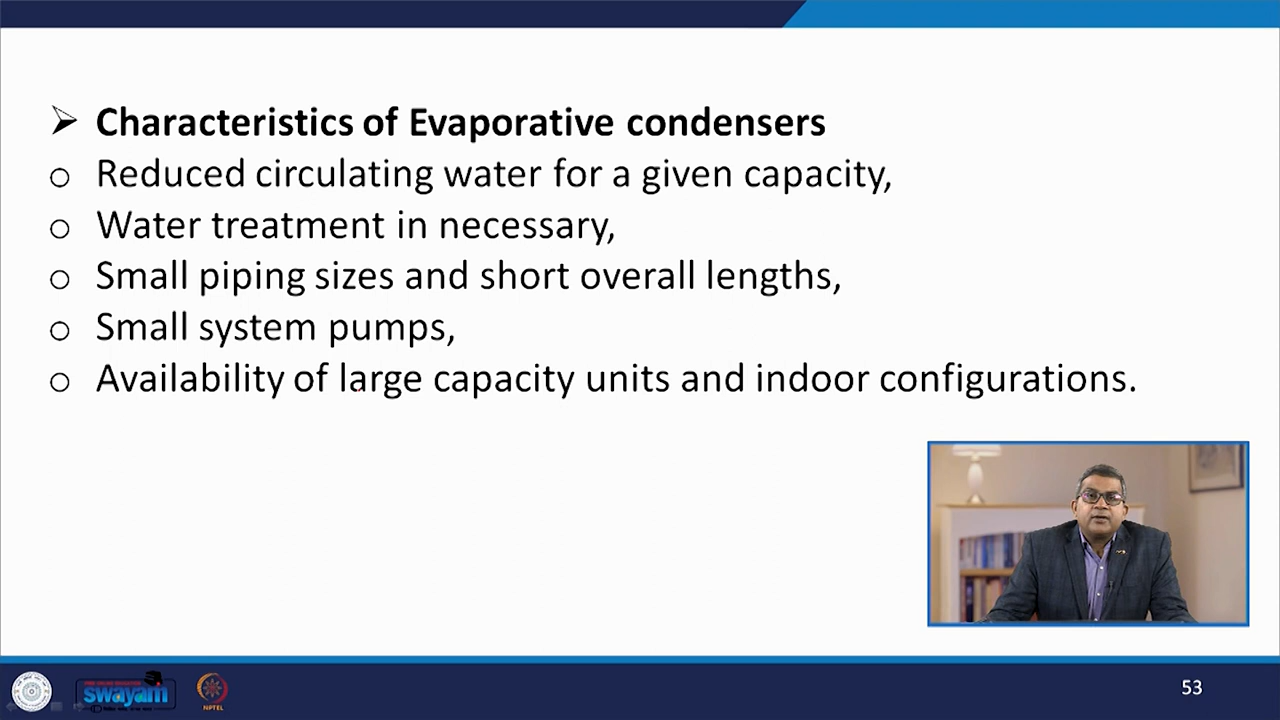 ➢ Characteristics of Evaporative condensers
o Reduced circulating water for a given capacity,
o Water treatment in necessary,
o Small piping sizes and short overall lengths,
o Small system pumps,
o Availability of large capacity units and indoor configurations.
swayam
NPTEL
53